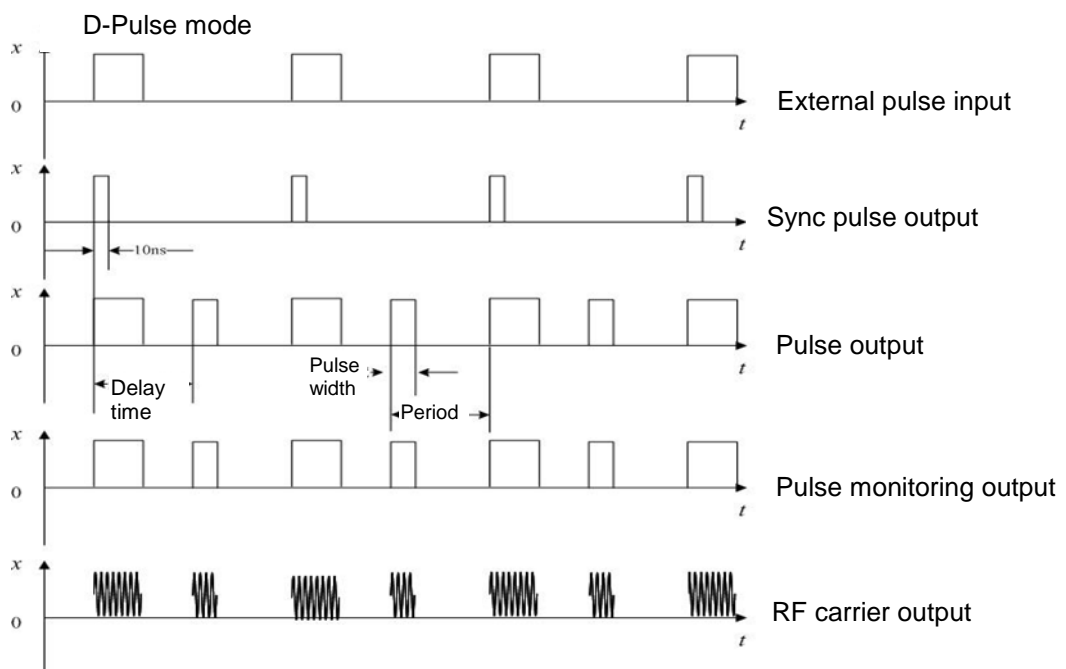 D-Pulse mode
x
0
t
External pulse input
x
0
t
Sync pulse output
10ns
x
0
t
Pulse output
Delay
time
Pulse
width
Period
x
0
t
Pulse monitoring output
x
0
t
RF carrier output